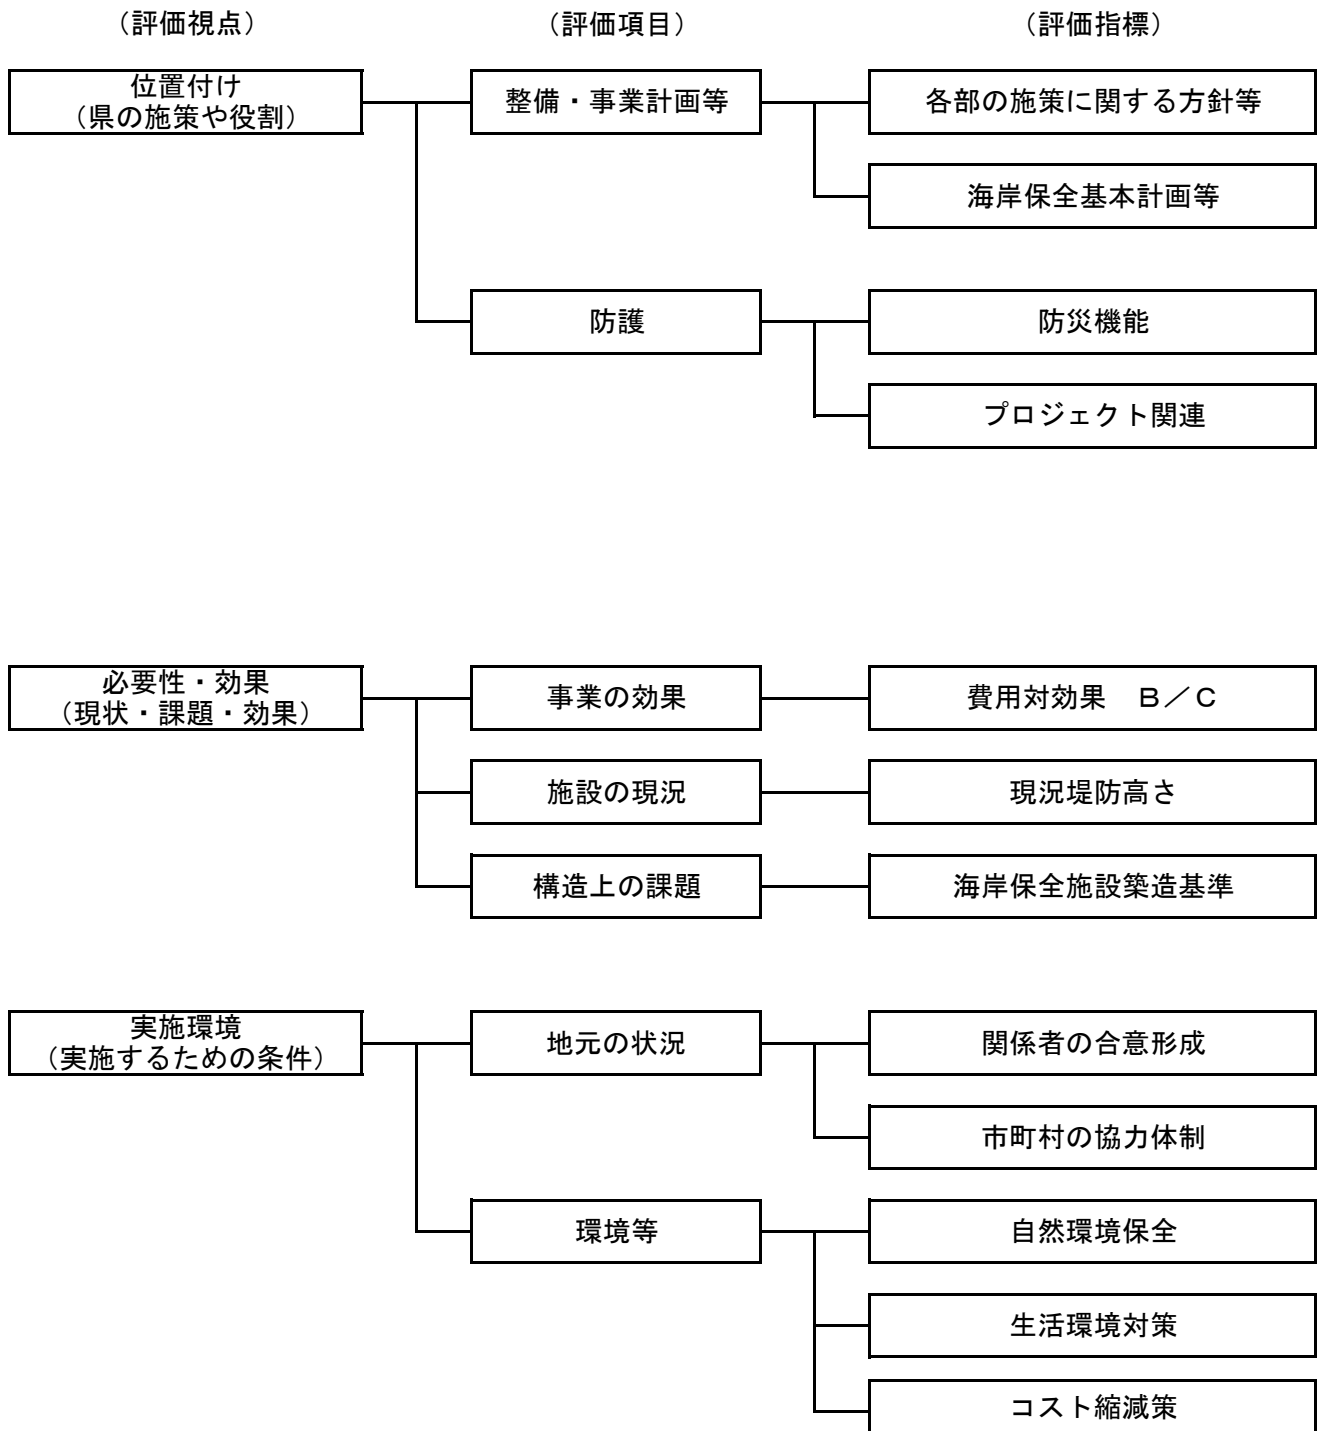 （評価視点）
（評価項目）
（評価指標）
位置付け
（県の施策や役割）
整備・事業計画等
各部の施策に関する方針等
海岸保全基本計画等
防護
防災機能
プロジェクト関連
必要性・効果
（現状・課題・効果）
事業の効果
費用対効果　Ｂ／Ｃ
施設の現況
現況堤防高さ
構造上の課題
海岸保全施設築造基準
実施環境
（実施するための条件）
地元の状況
関係者の合意形成
市町村の協力体制
環境等
自然環境保全
生活環境対策
コスト縮減策